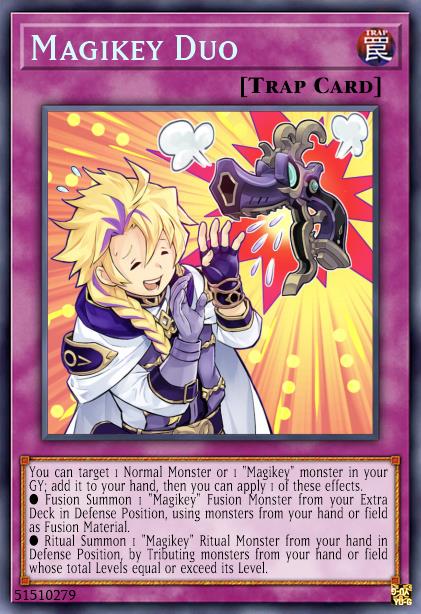 MAGIKEY DUO
TRAP
罠
[TRAP CARD]
You can target 1 Normal Monster or 1 "Magikey" monster in your
GY; add it to your hand, then you can apply 1 of these effects.
● Fusion Summon 1 "Magikey" Fusion Monster from your Extra
Deck in Defense Position, using monsters from your hand or field
as Fusion Material.
● Ritual Summon 1 "Magikey" Ritual Monster from your hand in
Defense Position, by Tributing monsters from your hand or field
whose total Levels equal or exceed its Level.
51510279